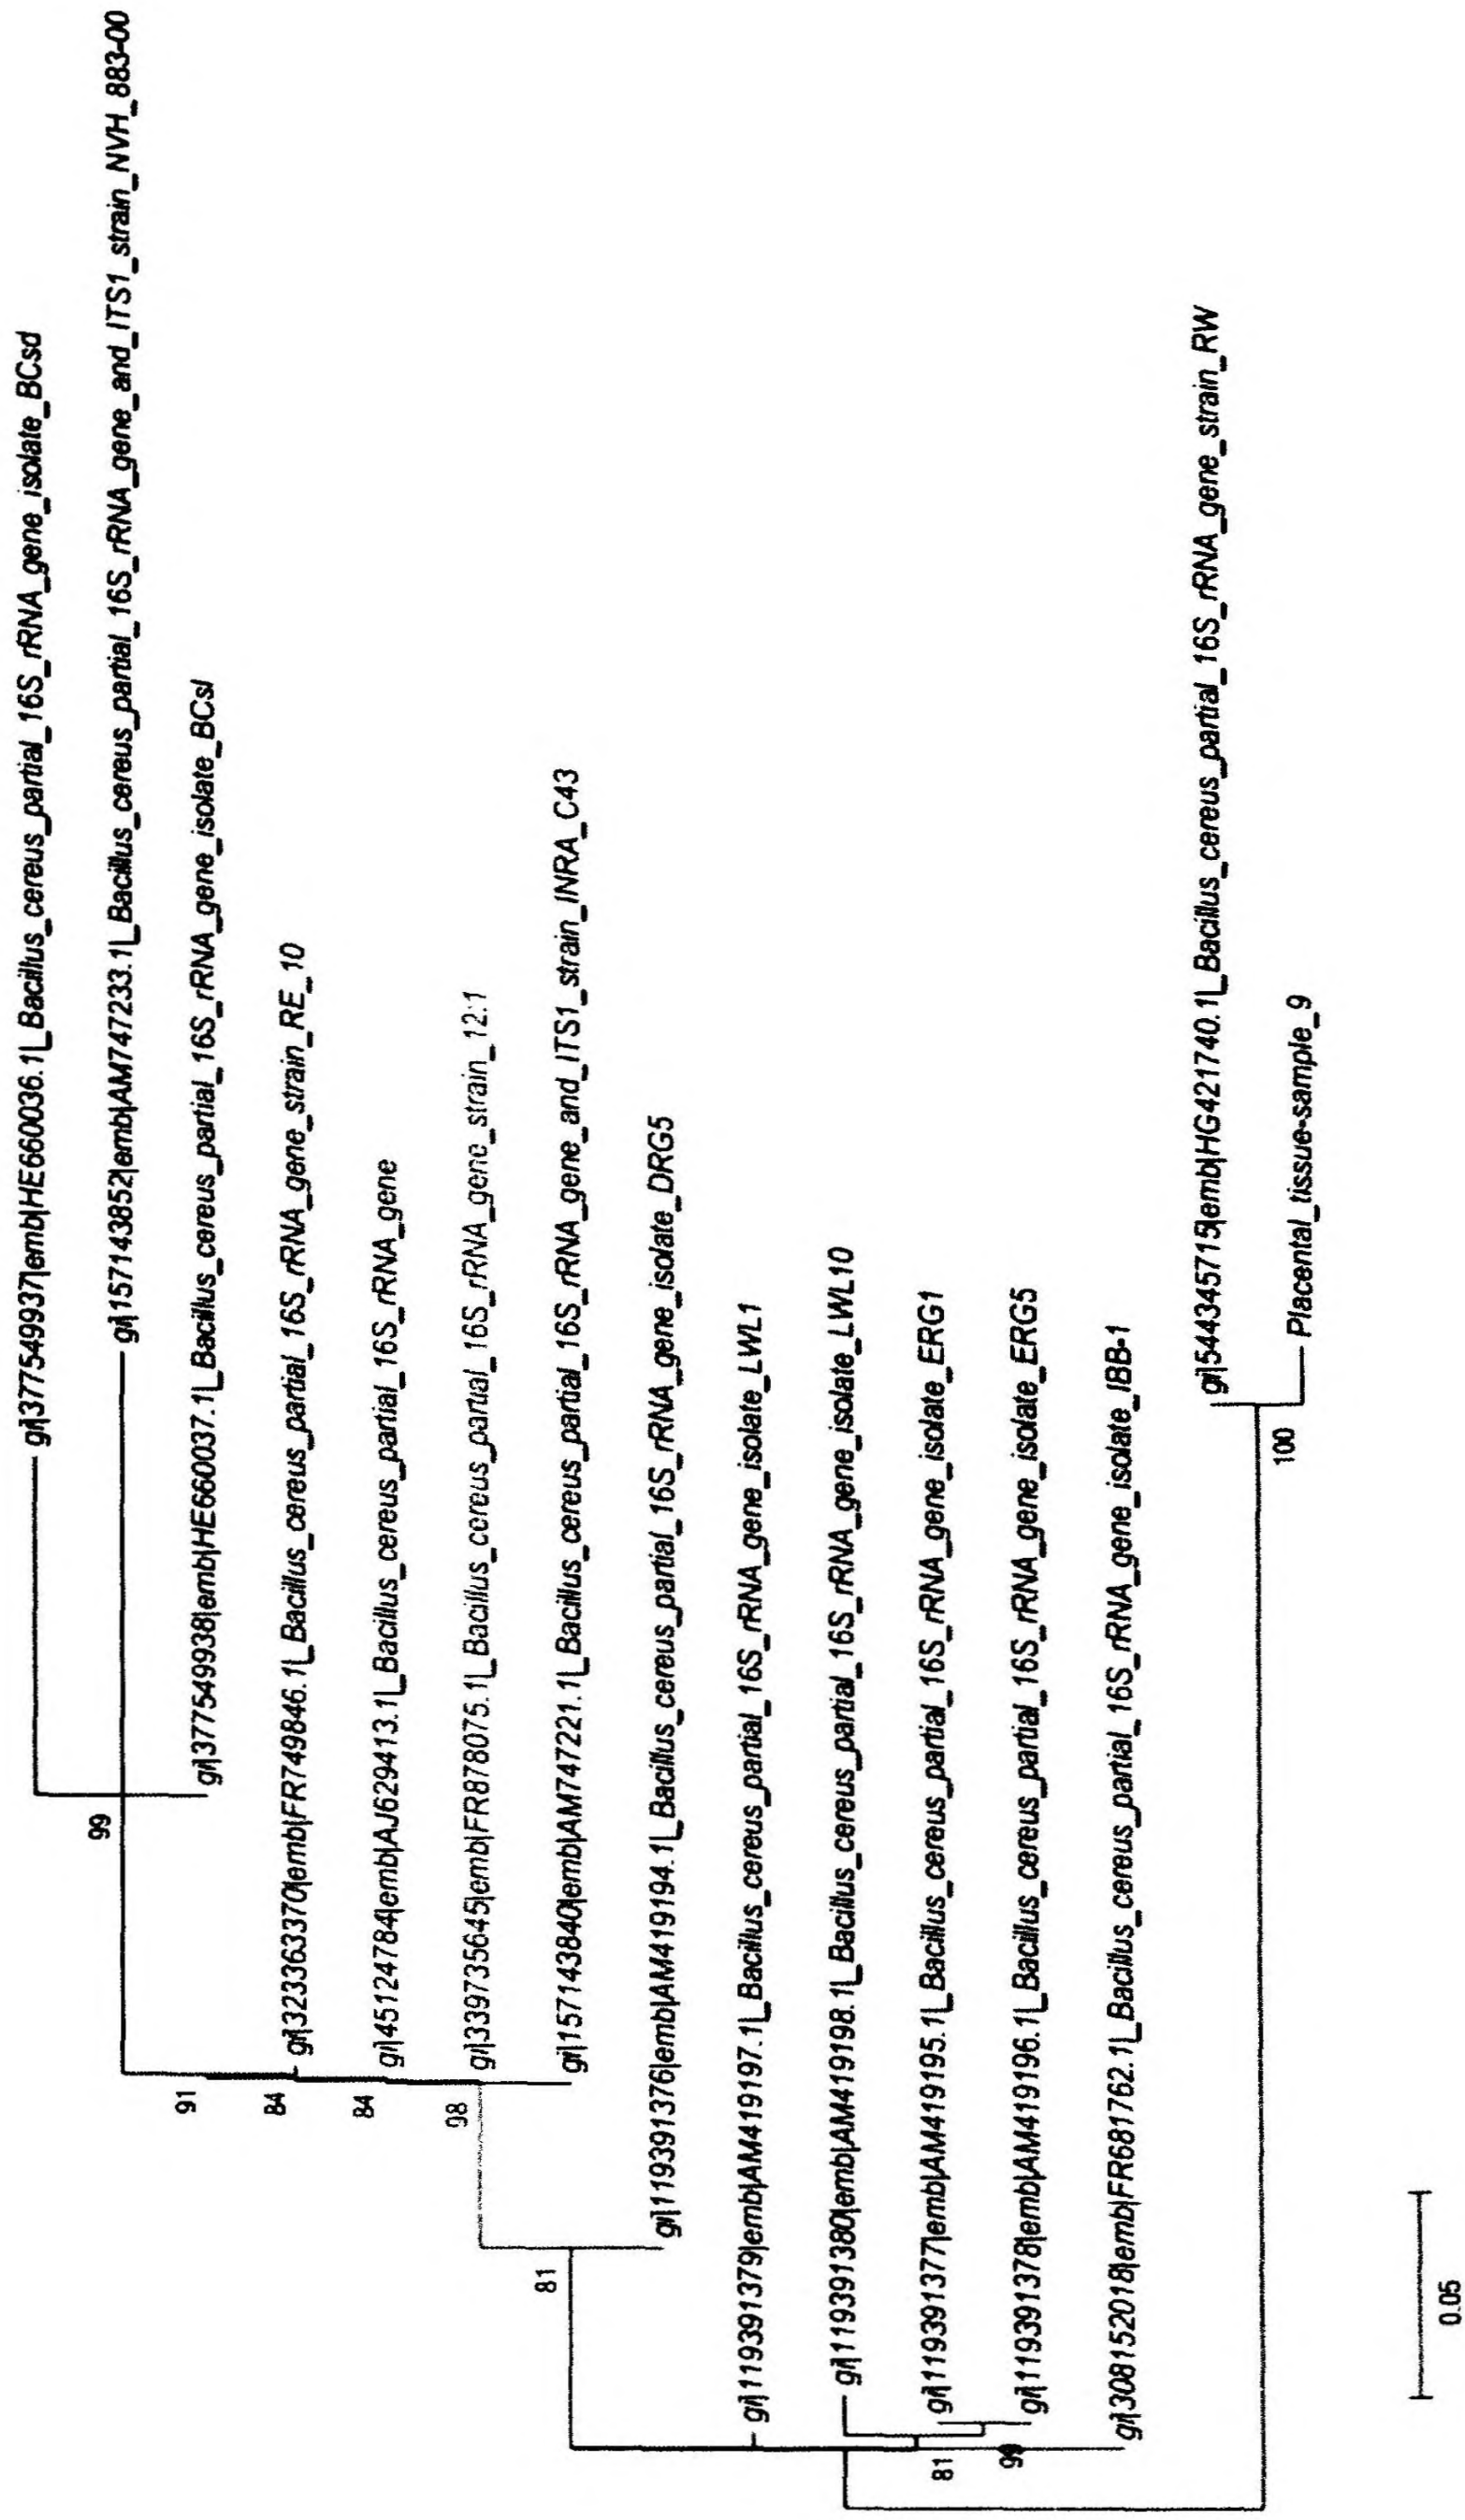 gi|377549937|emb|HE660036.1|_Bacillus_cereus_partial_16S_rRNA_gene_isolate_BCsd
gi|157143852|emb|AM747233.1|_Bacillus_cereus_partial_16S_rRNA_gene_and_ITS1_strain_NVH_883-00
99
gi|377549938|emb|HE660037.1|_Bacillus_cereus_partial_16S_rRNA_gene_isolate_BCsl
91
gi|323363370|emb|FR749846.1|_Bacillus_cereus_partial_16S_rRNA_gene_strain_RE_10
84
gi|45124784|emb|AJ629413.1|_Bacillus_cereus_partial_16S_rRNA_gene
84
gi|339735645|emb|FR878075.1|_Bacillus_cereus_partial_16S_rRNA_gene_strain_12:1
98
gi|157143840|emb|AM747221.1|_Bacillus_cereus_partial_16S_rRNA_gene_and_ITS1_strain_INRA_C43
81
gi|119391376|emb|AM419194.1|_Bacillus_cereus_partial_16S_rRNA_gene_isolate_DRG5
gi|119391379|emb|AM419197.1|_Bacillus_cereus_partial_16S_rRNA_gene_isolate_LWL1
gi|119391380|emb|AM419198.1|_Bacillus_cereus_partial_16S_rRNA_gene_isolate_LWL10
gi|119391377|emb|AM419195.1|_Bacillus_cereus_partial_16S_rRNA_gene_isolate_ERG1
81
gi|119391378|emb|AM419196.1|_Bacillus_cereus_partial_16S_rRNA_gene_isolate_ERG5
gi|308152018|emb|FR681762.1|_Bacillus_cereus_partial_16S_rRNA_gene_isolate_IBB-1
gi|544345715|emb|HG421740.1|_Bacillus_cereus_partial_16S_rRNA_gene_strain_RW
100
Placental_tissue-sample_9
0.05